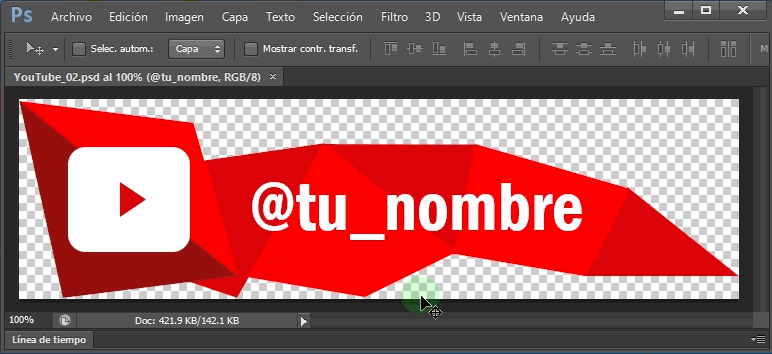 Ps Archivo Edición Imagen Capa Texto Selección Filtro 3D Vista Ventana Ayuda
Selec. autom.: Capa Mostrar contr. transf. M
YouTube_02.psd al 100% (@tu_nombre, RGB/8) ×
@tu_nombre
100% Doc: 421.9 KB/142.1 KB
Línea de tiempo